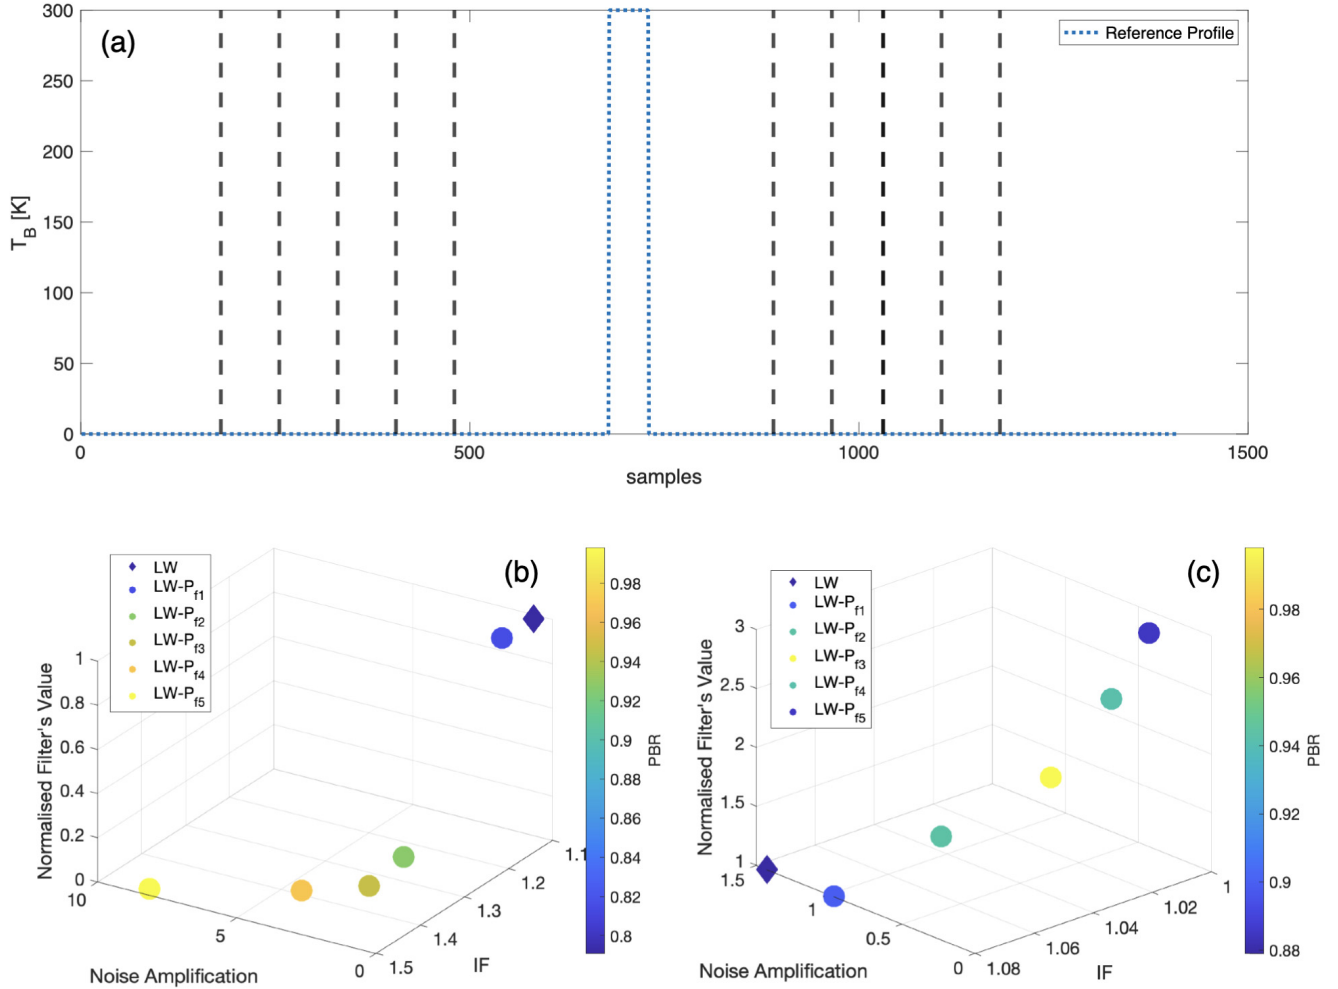 300
250
200
150
100
50
0
T_B [K]
(a)
Reference Profile
0
500
1000
1500
samples
LW
LW-P_f1
LW-P_f2
LW-P_f3
LW-P_f4
LW-P_f5
(b)
1
0.8
0.6
0.4
0.2
0
Normalised Filter's Value
10
5
0
Noise Amplification
1.5
1.4
1.3
1.2
1.1
IF
0.98
0.96
0.94
0.92
0.9
0.88
0.86
0.84
0.82
0.8
PBR
LW
LW-P_f1
LW-P_f2
LW-P_f3
LW-P_f4
LW-P_f5
(c)
3
2.5
2
1.5
1
Normalised Filter's Value
1.5
1
0.5
0
Noise Amplification
1.08
1.06
1.04
1.02
1
IF
0.98
0.96
0.94
0.92
0.9
0.88
PBR